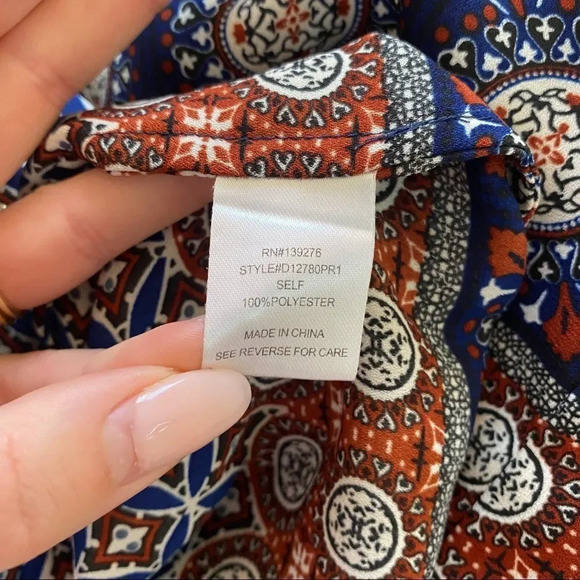 RN#139276
STYLE#D12780PR1
SELF
100%POLYESTER
MADE IN CHINA
SEE REVERSE FOR CARE